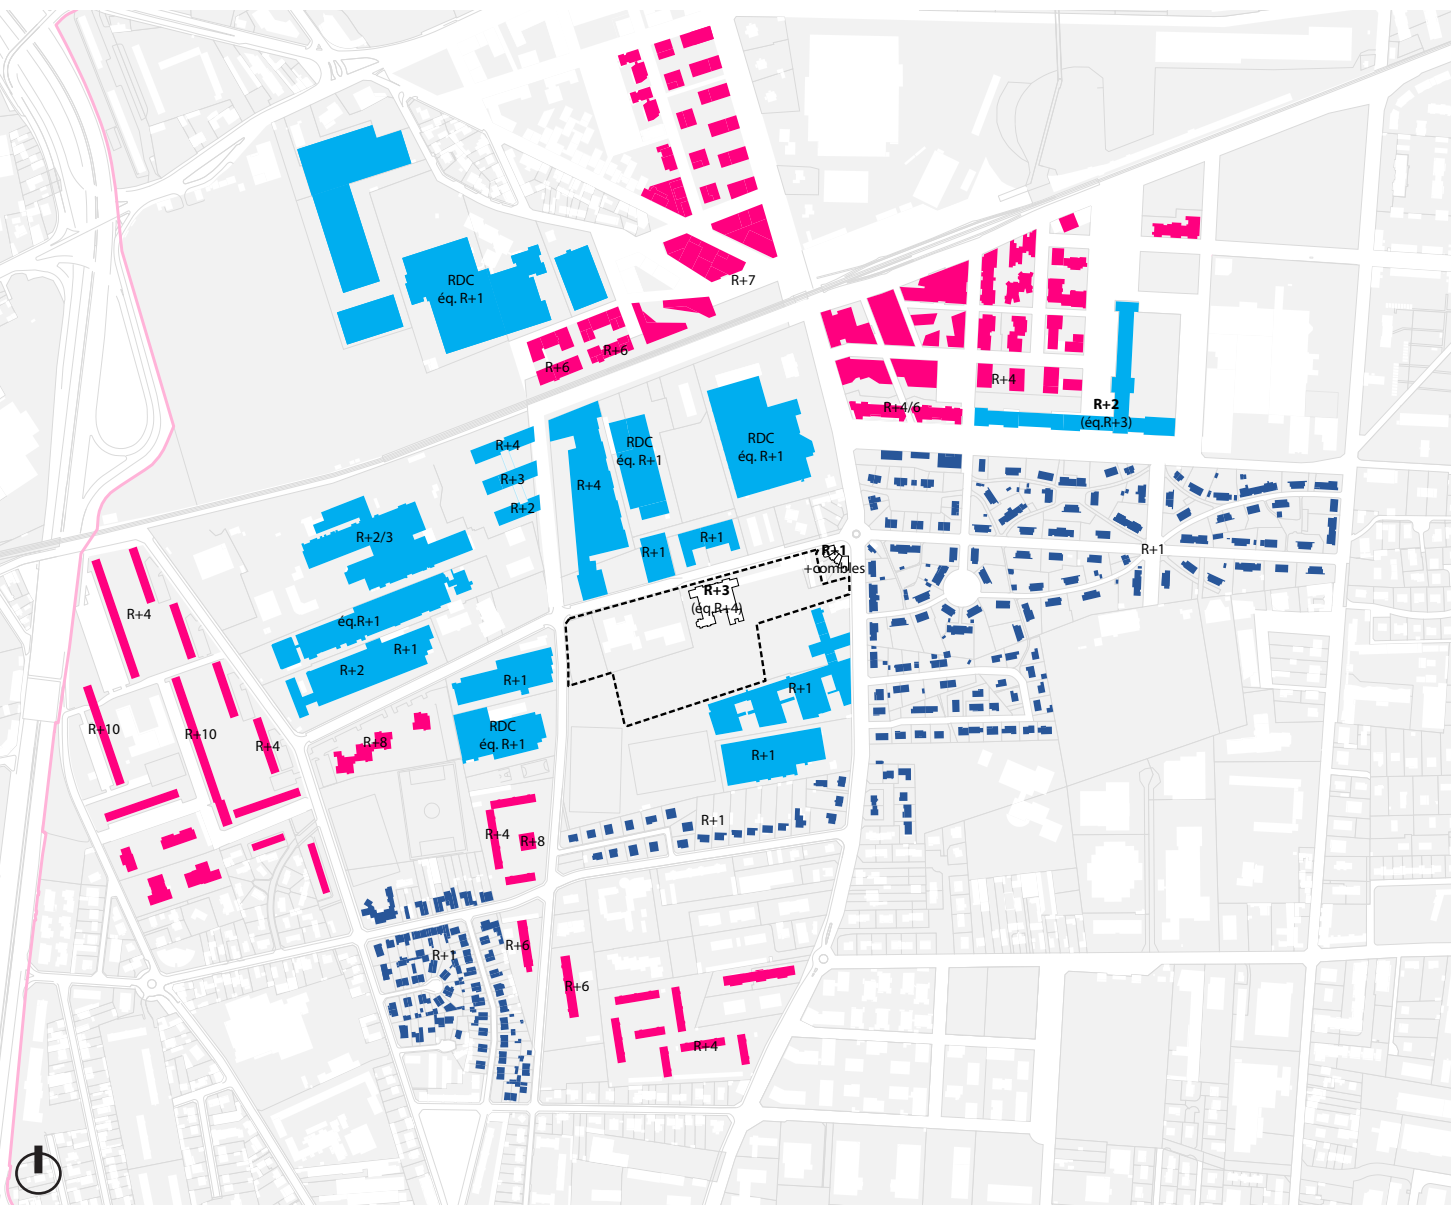 R+7
RDC
éq. R+1
R+6
R+6
R+4
R+4/6
R+2
(éq.R+3)
R+4
RDC
éq. R+1
RDC
éq. R+1
R+3
R+4
R+2
R+2/3
R+1
R+1
R+1
+combles
R+1
R+3
(éq.R+4)
R+4
éq.R+1
R+1
R+2
R+1
R+1
R+10
R+10
R+4
R+8
RDC
éq. R+1
R+1
R+1
R+4
R+8
R+6
R+1
R+6
R+4